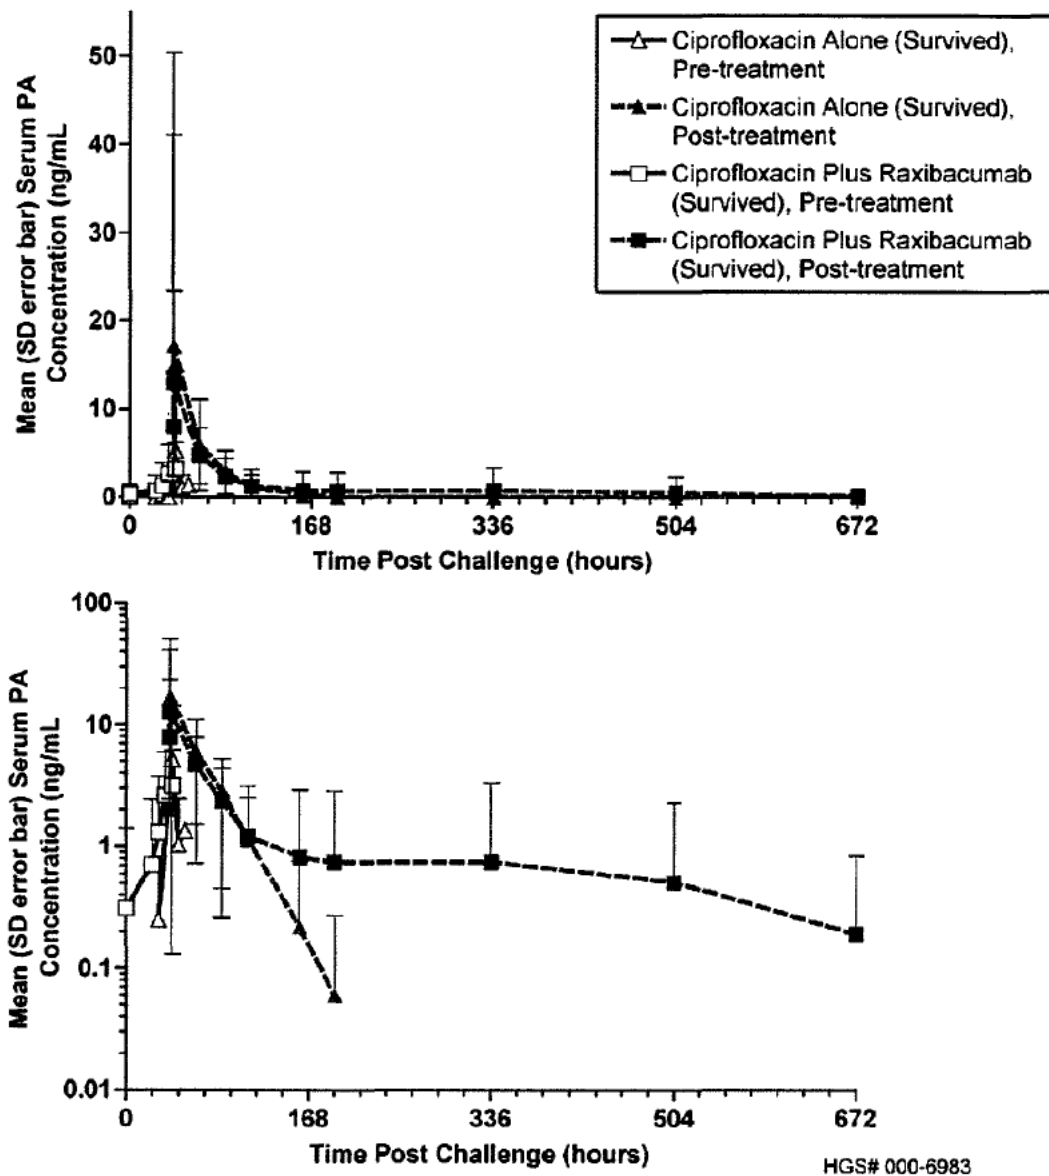 50
40
30
20
10
0
Mean (SD error bar) Serum PA
Concentration (ng/mL)
Ciprofloxacin Alone (Survived),
Pre-treatment
Ciprofloxacin Alone (Survived),
Post-treatment
Ciprofloxacin Plus Raxibacumab
(Survived), Pre-treatment
Ciprofloxacin Plus Raxibacumab
(Survived), Post-treatment
0 168 336 504 672
Time Post Challenge (hours)
100
10
1
0.1
0.01
Mean (SD error bar) Serum PA
Concentration (ng/mL)
0 168 336 504 672
Time Post Challenge (hours)
HGS# 000-6983